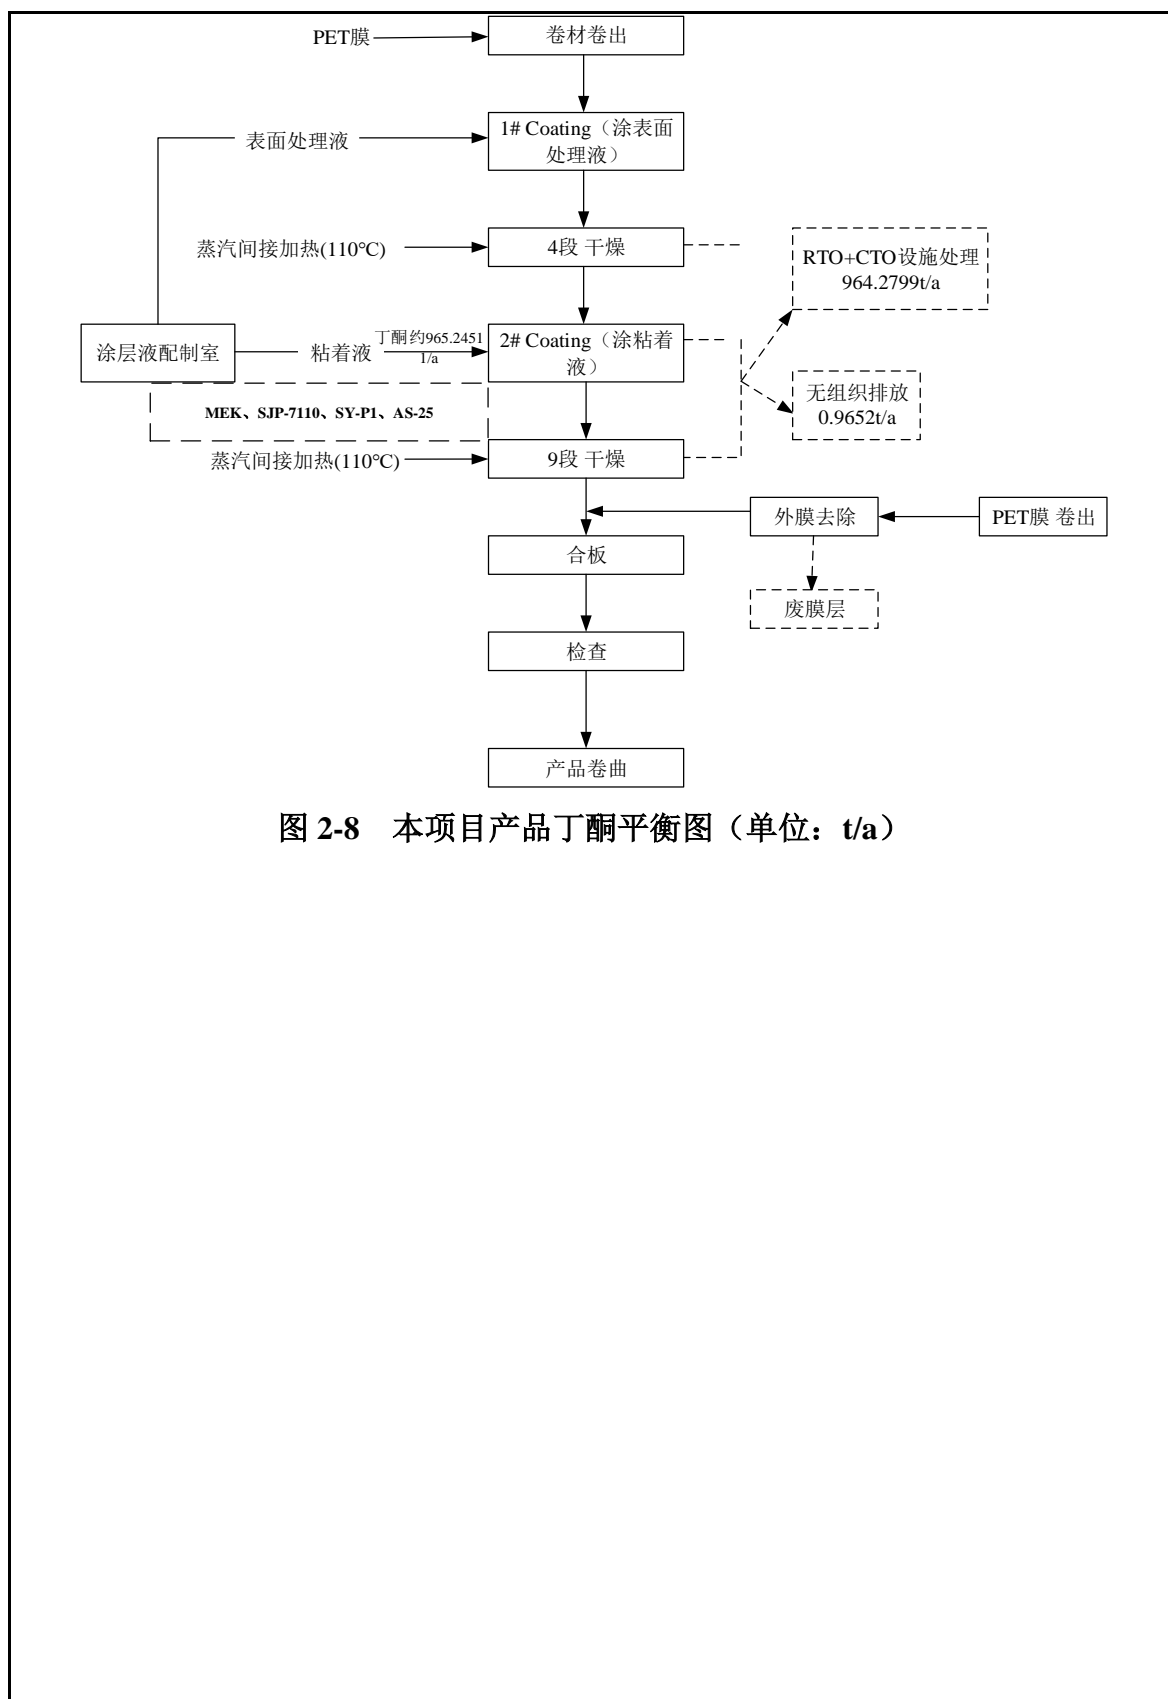 PET膜
卷材卷出
1# Coating（涂表面
处理液）
表面处理液
蒸汽间接加热(110℃)
4段 干燥
RTO+CTO设施处理
964.2799t/a
涂层液配制室
粘着液
丁酮约965.2451
1/a
2# Coating（涂粘着
液）
无组织排放
0.9652t/a
MEK、SJP-7110、SY-P1、AS-25
蒸汽间接加热(110℃)
9段 干燥
外膜去除
PET膜 卷出
合板
废膜层
检查
产品卷曲
图 2-8 本项目产品丁酮平衡图（单位：t/a）